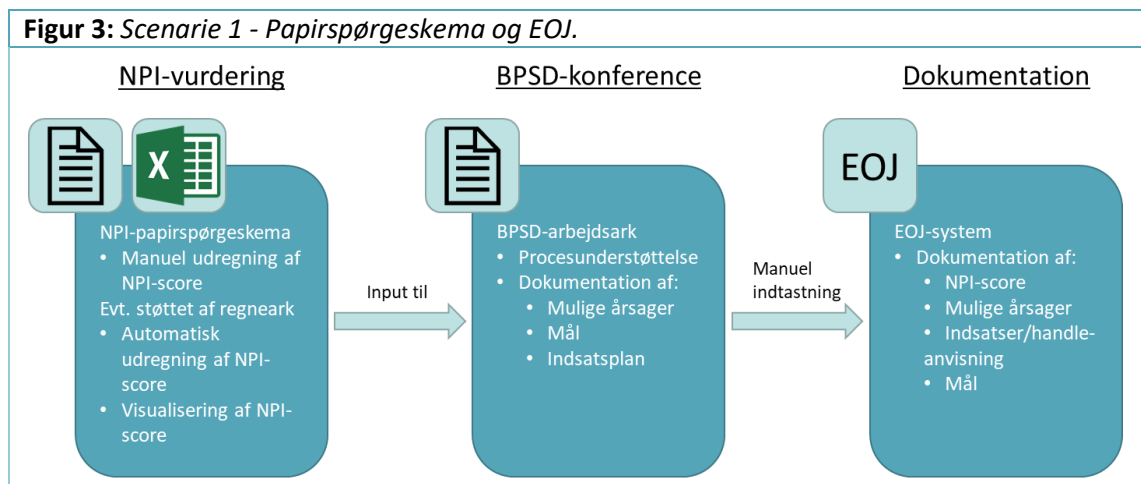 Figur 3: Scenarie 1 - Papirspørgeskema og EOJ.
NPI-vurdering
BPSD-konference
Dokumentation
X
EOJ
NPI-papirspørgeskema
• Manuel udregning af
NPI-score
Evt. støttet af regneark
• Automatisk
udregning af NPI-
score
• Visualisering af NPI-
score
Input til
BPSD-arbejdsark
• Procesunderstøttelse
• Dokumentation af:
• Mulige årsager
• Mål
• Indsatsplan
Manuel
indtastning
EOJ-system
• Dokumentation af:
• NPI-score
• Mulige årsager
• Indsatser/handle-
anvisning
• Mål